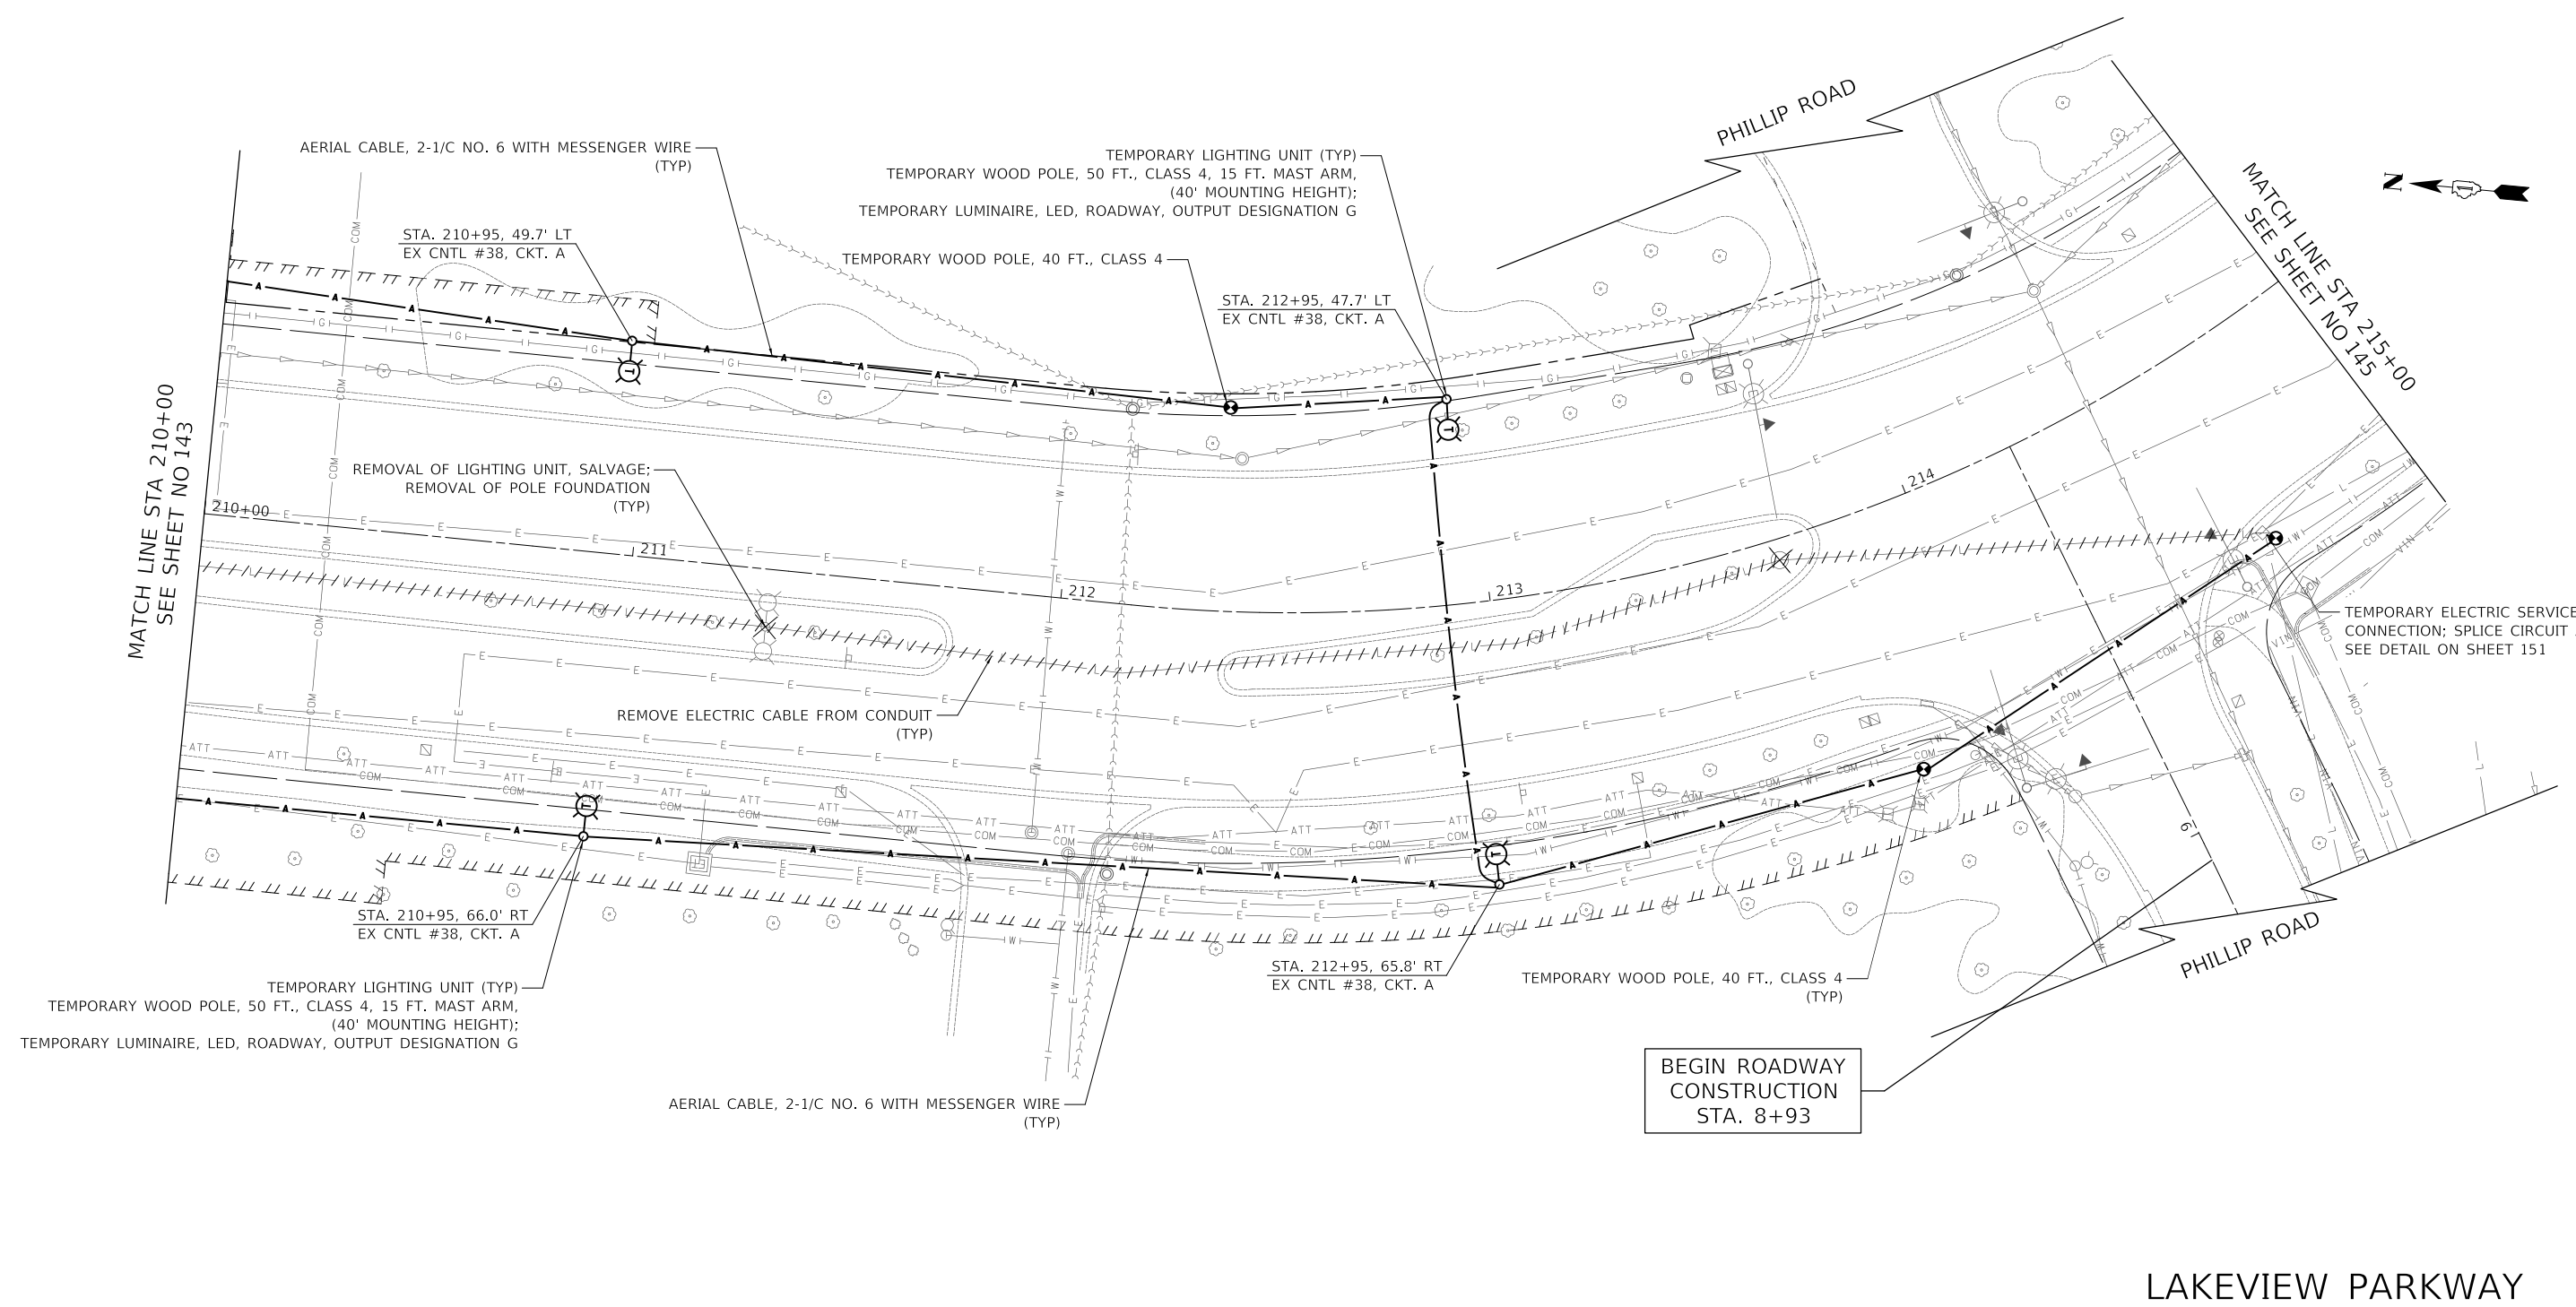 PHILLIP ROAD
AERIAL CABLE, 2-1/C NO. 6 WITH MESSENGER WIRE
(TYP)
TEMPORARY LIGHTING UNIT (TYP)
TEMPORARY WOOD POLE, 50 FT., CLASS 4, 15 FT. MAST ARM,
(40' MOUNTING HEIGHT);
TEMPORARY LUMINAIRE, LED, ROADWAY, OUTPUT DESIGNATION G
N
MATCH LINE STA 215+00
SEE SHEET NO 145
STA. 210+95, 49.7' LT
EX CNTL #38, CKT. A
TEMPORARY WOOD POLE, 40 FT., CLASS 4
STA. 212+95, 47.7' LT
EX CNTL #38, CKT. A
MATCH LINE STA 210+00
SEE SHEET NO 143
REMOVAL OF LIGHTING UNIT, SALVAGE;
REMOVAL OF POLE FOUNDATION
(TYP)
210+00
211
212
213
214
TEMPORARY ELECTRIC SERVICE
CONNECTION; SPLICE CIRCUIT
SEE DETAIL ON SHEET 151
REMOVE ELECTRIC CABLE FROM CONDUIT
(TYP)
9
STA. 210+95, 66.0' RT
EX CNTL #38, CKT. A
STA. 212+95, 65.8' RT
EX CNTL #38, CKT. A
TEMPORARY WOOD POLE, 40 FT., CLASS 4
(TYP)
PHILLIP ROAD
TEMPORARY LIGHTING UNIT (TYP)
TEMPORARY WOOD POLE, 50 FT., CLASS 4, 15 FT. MAST ARM,
(40' MOUNTING HEIGHT);
TEMPORARY LUMINAIRE, LED, ROADWAY, OUTPUT DESIGNATION G
AERIAL CABLE, 2-1/C NO. 6 WITH MESSENGER WIRE
(TYP)
BEGIN ROADWAY
CONSTRUCTION
STA. 8+93
LAKEVIEW PARKWAY